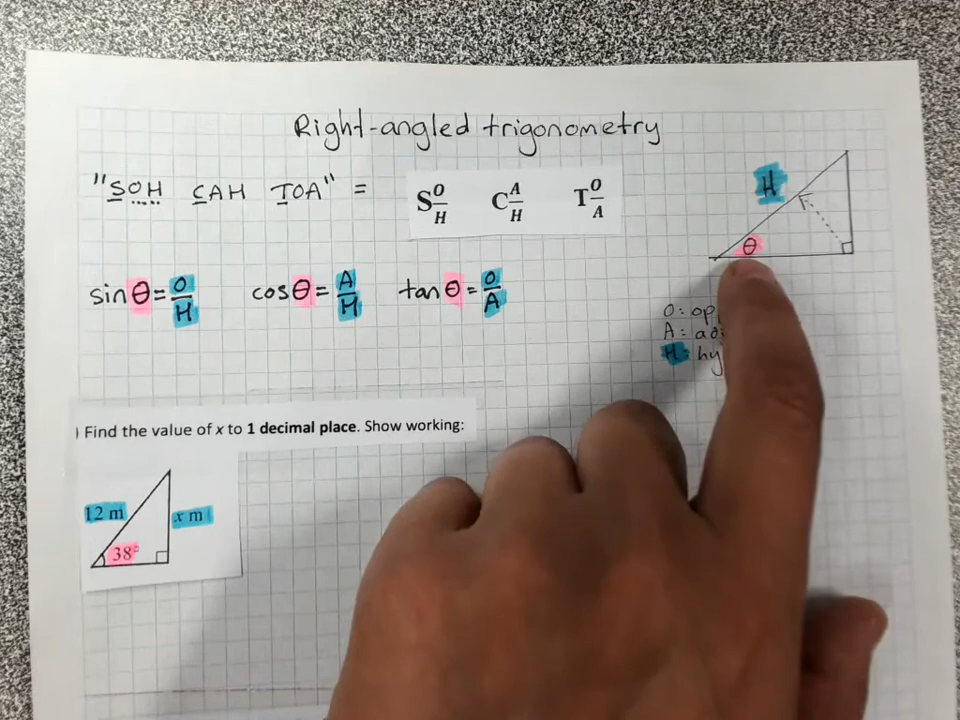 Right-angled trigonometry
"SOH CAH TOA" = S O/H C A/H T O/A
H
θ
sinθ = O/H cosθ = A/H tanθ = O/A
O:
A:
H:
) Find the value of x to 1 decimal place. Show working:
12 m
x m
38°